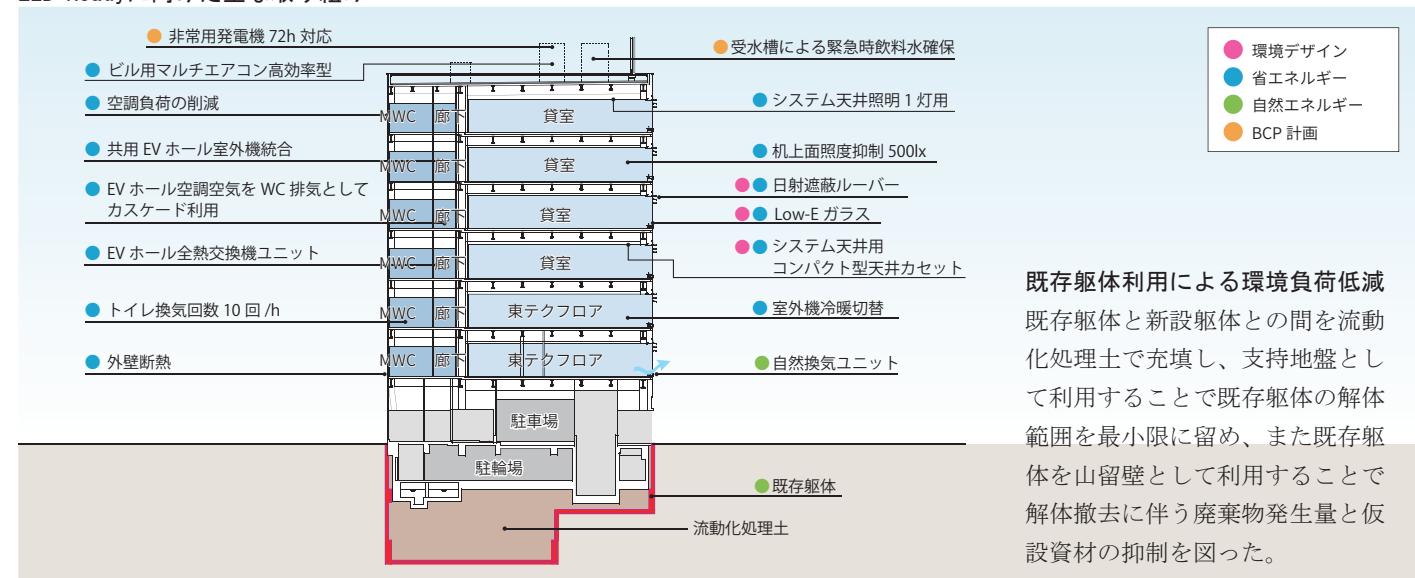 非常用発電機 72h 対応
ビル用マルチエアコン高効率型
空調負荷の削減
共用 EV ホール室外機統合
EV ホール空調空気を WC 排気として
カスケード利用
EV ホール全熱交換機ユニット
トイレ換気回数 10 回 /h
外壁断熱
MWC 廊下 貸室
MWC 廊下 貸室
MWC 廊下 貸室
MWC 廊下 貸室
MWC 廊下 東テクフロア
MWC 廊下 東テクフロア
駐車場
駐輪場
受水槽による緊急時飲料水確保
システム天井照明 1 灯用
机上面照度抑制 500lx
日射遮蔽ルーバー
Low-E ガラス
システム天井用
コンパクト型天井カセット
室外機冷暖切替
自然換気ユニット
既存躯体
流動化処理土
環境デザイン
省エネルギー
自然エネルギー
BCP 計画
既存躯体利用による環境負荷低減
既存躯体と新設躯体との間を流動
化処理土で充填し、支持地盤とし
て利用することで既存躯体の解体
範囲を最小限に留め、また既存躯
体を山留壁として利用することで
解体撤去に伴う廃棄物発生量と仮
設資材の抑制を図った。